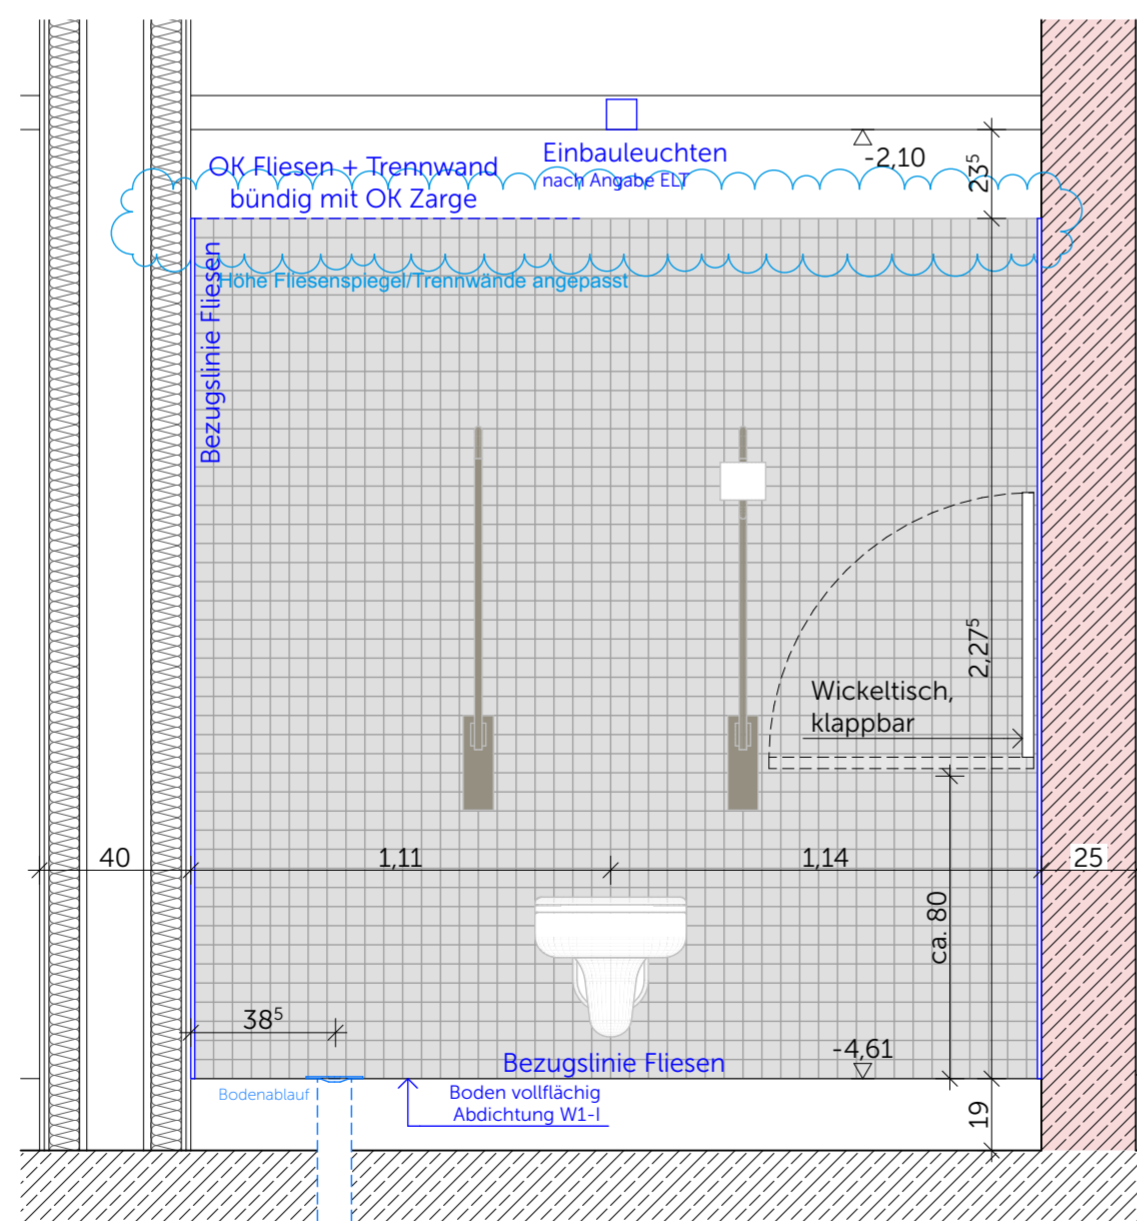 OK Fliesen + Trennwand
bündig mit OK Zarge
Einbauleuchten
nach Angabe ELT
-2,10
23⁵
Höhe Fliesenspiegel/Trennwände angepasst
Bezugslinie Fliesen
2,27⁵
Wickeltisch,
klappbar
40
1,11
1,14
25
ca. 80
38⁵
-4,61
Bezugslinie Fliesen
Bodenablauf
Boden vollflächig
Abdichtung W1-I
19